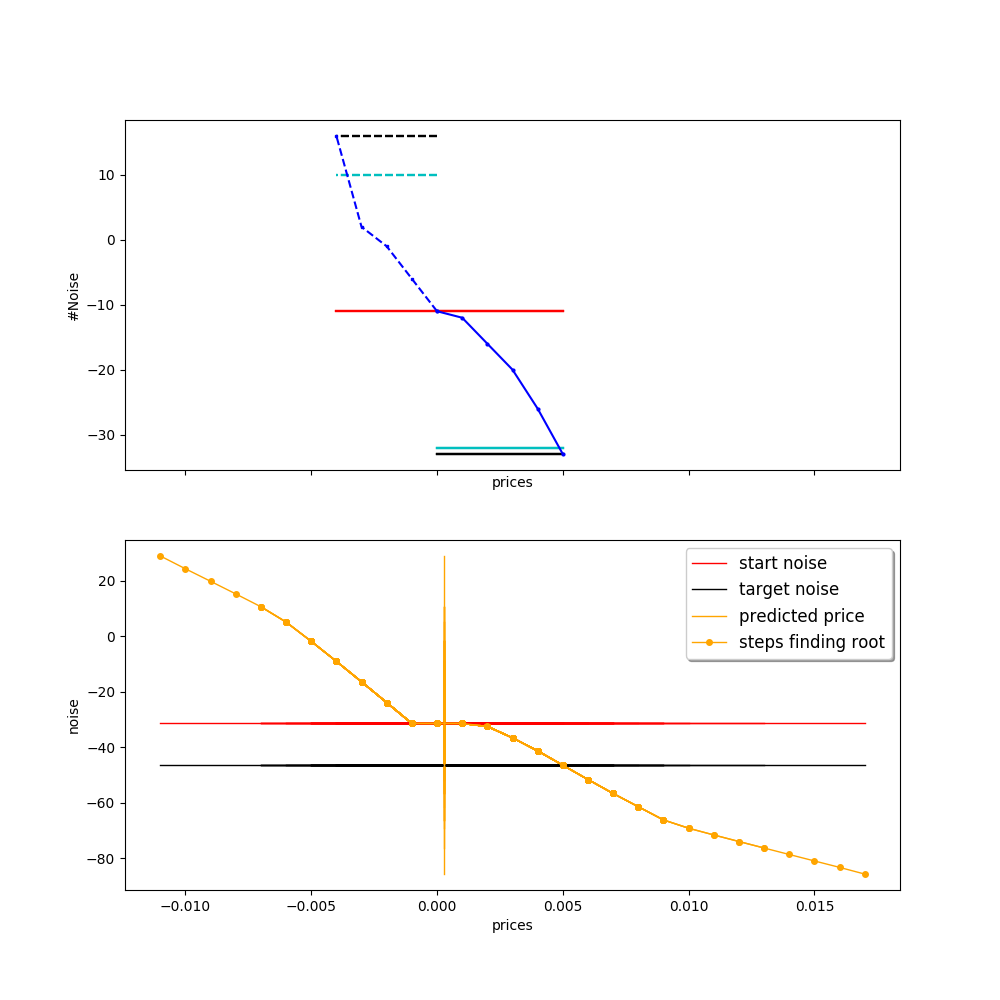 10
0
−10
−20
−30
#Noise
prices
20
0
−20
−40
−60
−80
noise
start noise
target noise
predicted price
steps finding root
−0.010
−0.005
0.000
0.005
0.010
0.015
prices